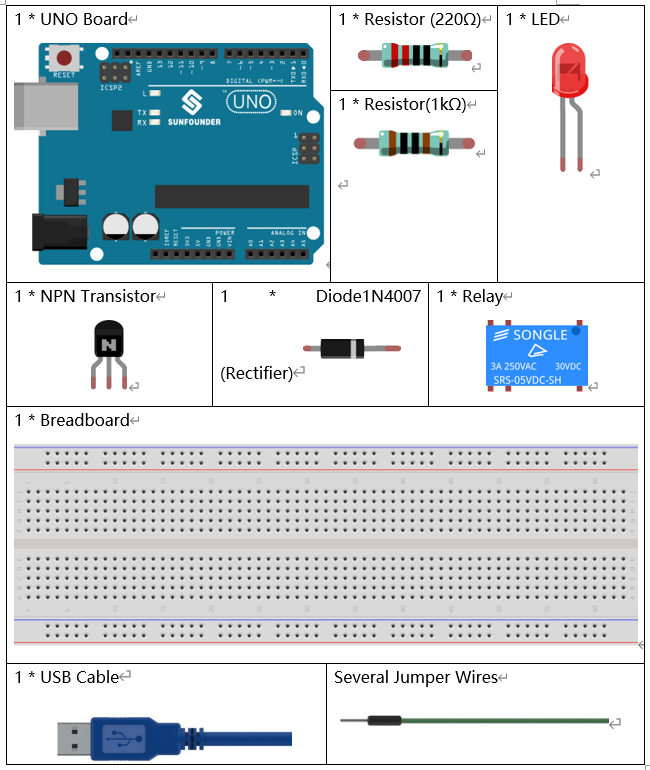 1 * UNO Board
RESET
ICSP2
AREF
GND
13
12
~11
~10
~9
8
7
~6
~5
4
~3
2
TX0▶1
RX0◀0
DIGITAL (PWM~)
L
TX
RX
SUNFOUNDER
UNO
ON
1
ICSP
POWER
ANALOG IN
IOREF
RESET
3V3
5V
GND
GND
VIN
A0
A1
A2
A3
A4
A5
1 * Resistor (220Ω)
1 * Resistor(1kΩ)
1 * LED
1 * NPN Transistor
N
1 * Diode1N4007
(Rectifier)
1 * Relay
SONGLE
3A 250VAC 30VDC
SRS-05VDC-SH
1 * Breadboard
1 * USB Cable
Several Jumper Wires